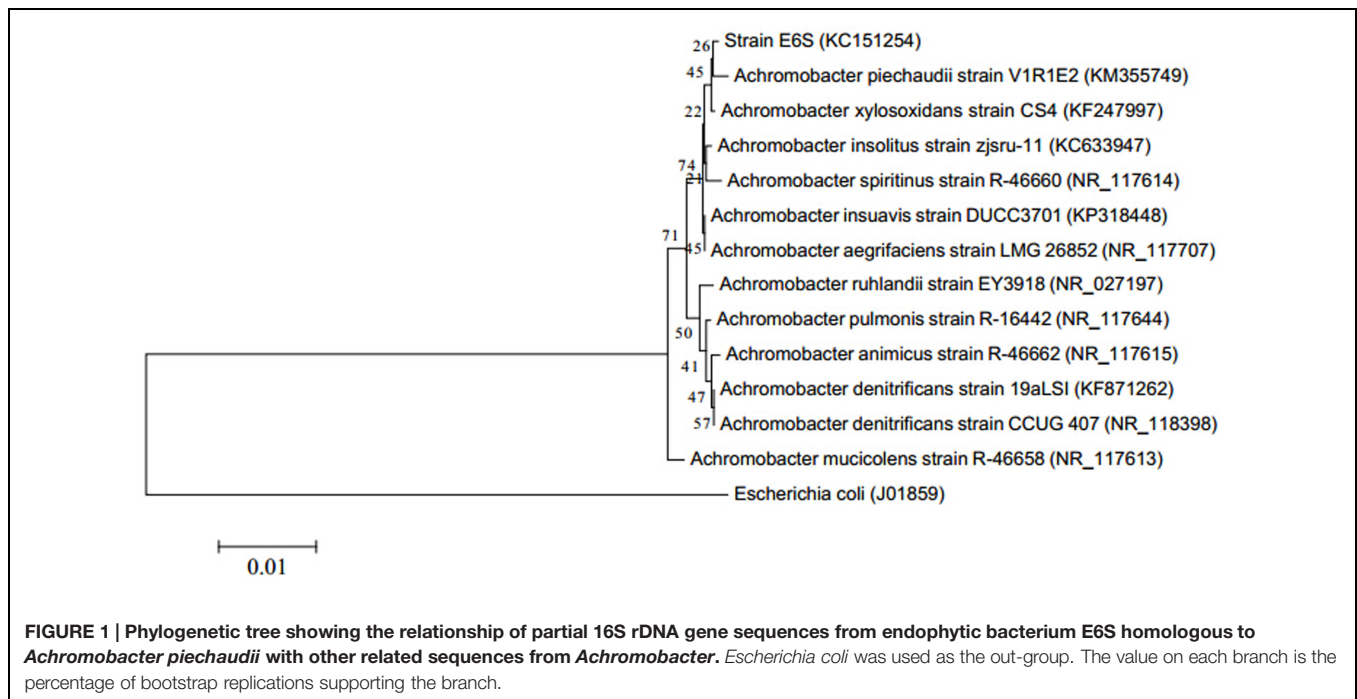 26 Strain E6S (KC151254)
45 Achromobacter piechaudii strain V1R1E2 (KM355749)
22 Achromobacter xylosoxidans strain CS4 (KF247997)
Achromobacter insolitus strain zjsru-11 (KC633947)
74
21 Achromobacter spiritinus strain R-46660 (NR_117614)
Achromobacter insuavis strain DUCC3701 (KP318448)
71
45 Achromobacter aegrifaciens strain LMG 26852 (NR_117707)
Achromobacter ruhlandii strain EY3918 (NR_027197)
Achromobacter pulmonis strain R-16442 (NR_117644)
50
Achromobacter animicus strain R-46662 (NR_117615)
41
47 Achromobacter denitrificans strain 19aLSI (KF871262)
57 Achromobacter denitrificans strain CCUG 407 (NR_118398)
Achromobacter mucicolens strain R-46658 (NR_117613)
Escherichia coli (J01859)
0.01
FIGURE 1 | Phylogenetic tree showing the relationship of partial 16S rDNA gene sequences from endophytic bacterium E6S homologous to
Achromobacter piechaudii with other related sequences from Achromobacter. Escherichia coli was used as the out-group. The value on each branch is the
percentage of bootstrap replications supporting the branch.